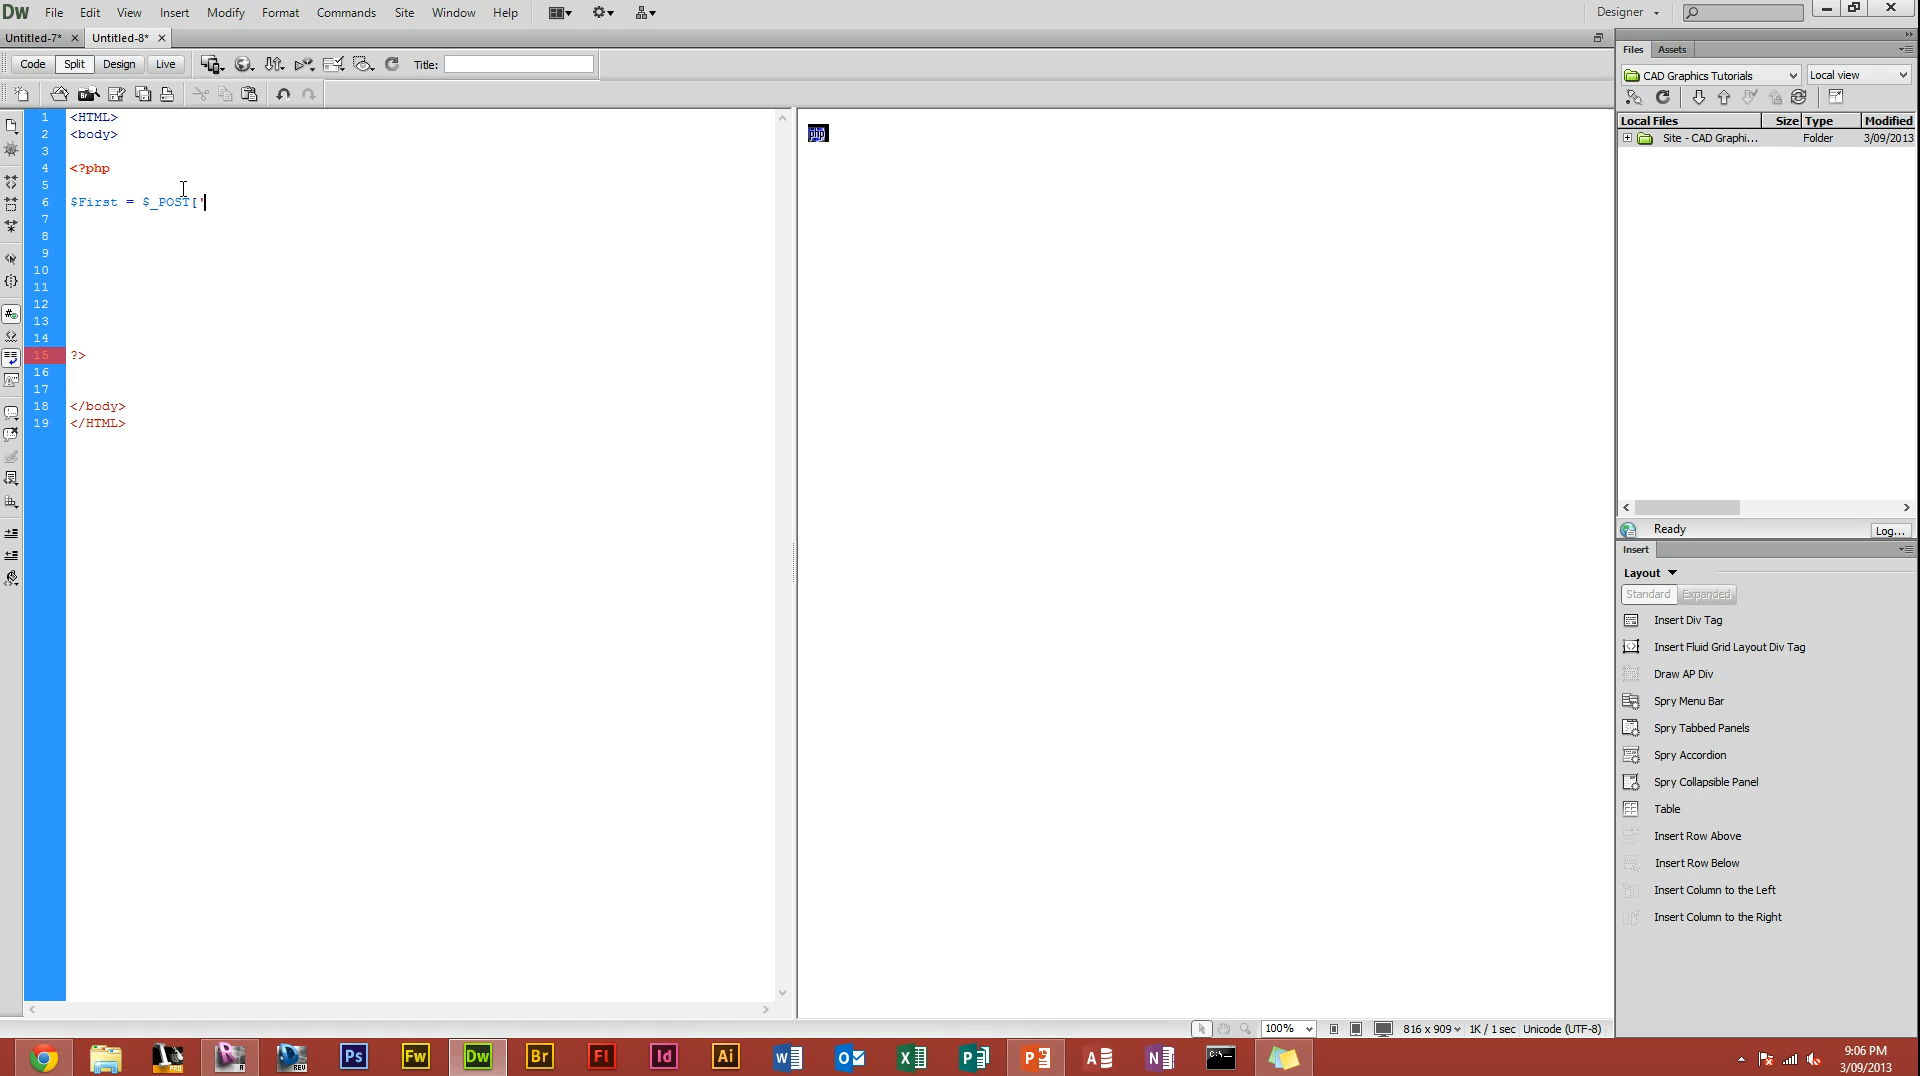 Dw File Edit View Insert Modify Format Commands Site Window Help Designer
Untitled-7* Untitled-8*
Code Split Design Live Title:
1 <HTML>
2 <body>
3
4 <?php
5
6 $First = $_POST['
7
8
9
10
11
12
13
14
15 ?>
16
17
18 </body>
19 </HTML>
php
Files Assets
CAD Graphics Tutorials Local view
Local Files Size Type Modified
Site - CAD Graphi... Folder 3/09/2013
Ready Log...
Insert
Layout
Standard Expanded
Insert Div Tag
Insert Fluid Grid Layout Div Tag
Draw AP Div
Spry Menu Bar
Spry Tabbed Panels
Spry Accordion
Spry Collapsible Panel
Table
Insert Row Above
Insert Row Below
Insert Column to the Left
Insert Column to the Right
100% 816 x 909 1K / 1 sec Unicode (UTF-8)
Ps Fw Dw Br Fl Id Ai
9:06 PM
3/09/2013